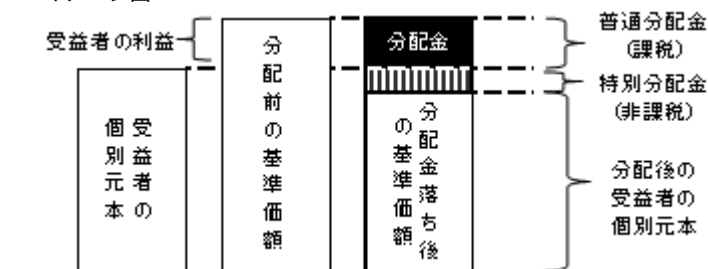 受益者の利益
受益者の
個別元本
分配前の基準価額
分配金
分配金落ち後
の基準価額
普通分配金
(課税)
特別分配金
(非課税)
分配後の
受益者の
個別元本